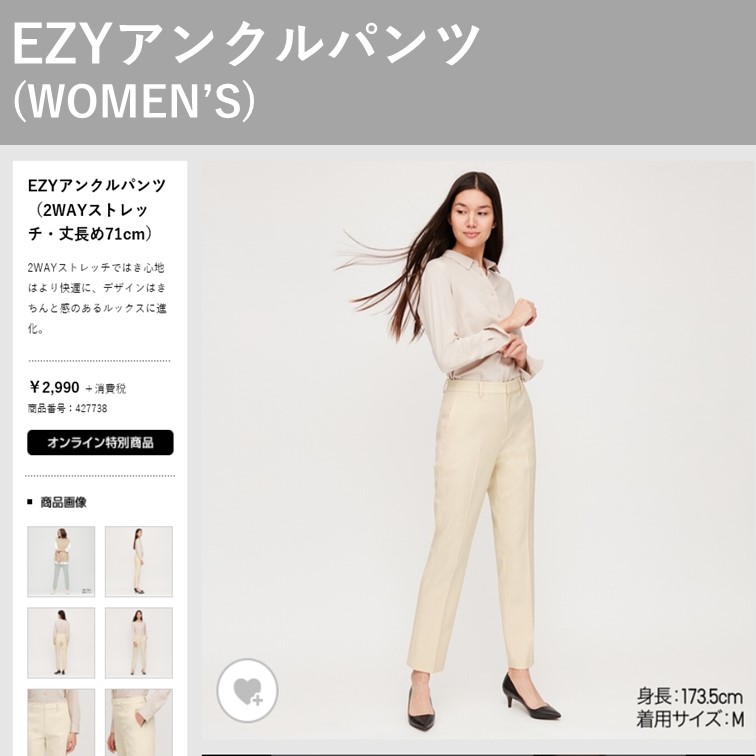 EZYアンクルパンツ
(WOMEN’S)
EZYアンクルパンツ
（2WAYストレッ
チ・丈長め71cm）
2WAYストレッチではき心地
はより快適に、デザインはき
ちんと感のあるルックスに進
化。
￥2,990 ＋消費税
商品番号：427738
オンライン特別商品
■ 商品画像
身長：173.5cm
着用サイズ：M